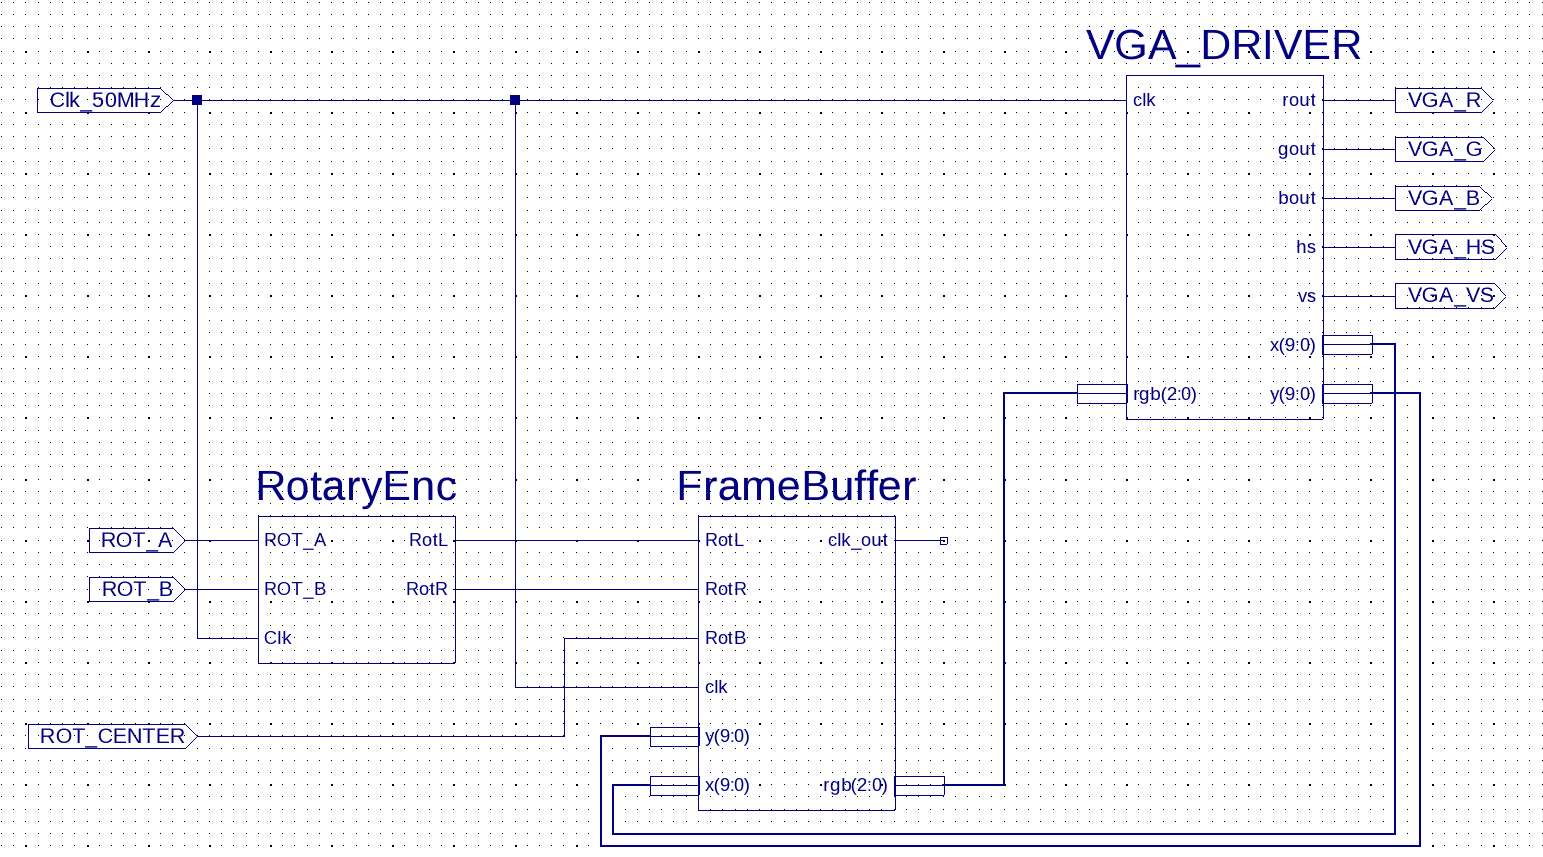 VGA_DRIVER
Clk_50MHz
clk
rout
VGA_R
gout
VGA_G
bout
VGA_B
hs
VGA_HS
vs
VGA_VS
x(9:0)
rgb(2:0)
y(9:0)
RotaryEnc
ROT_A
ROT_A
RotL
ROT_B
ROT_B
RotR
Clk
FrameBuffer
RotL
clk_out
RotR
RotB
clk
ROT_CENTER
y(9:0)
x(9:0)
rgb(2:0)